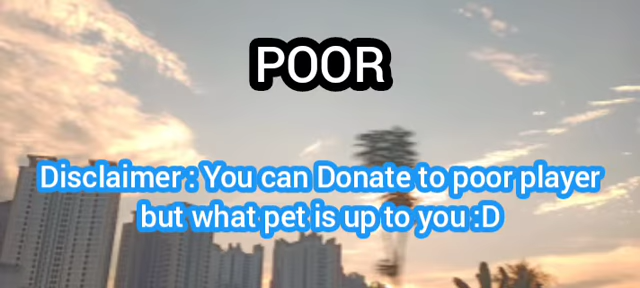 POOR
Disclaimer : You can Donate to poor player
but what pet is up to you :D